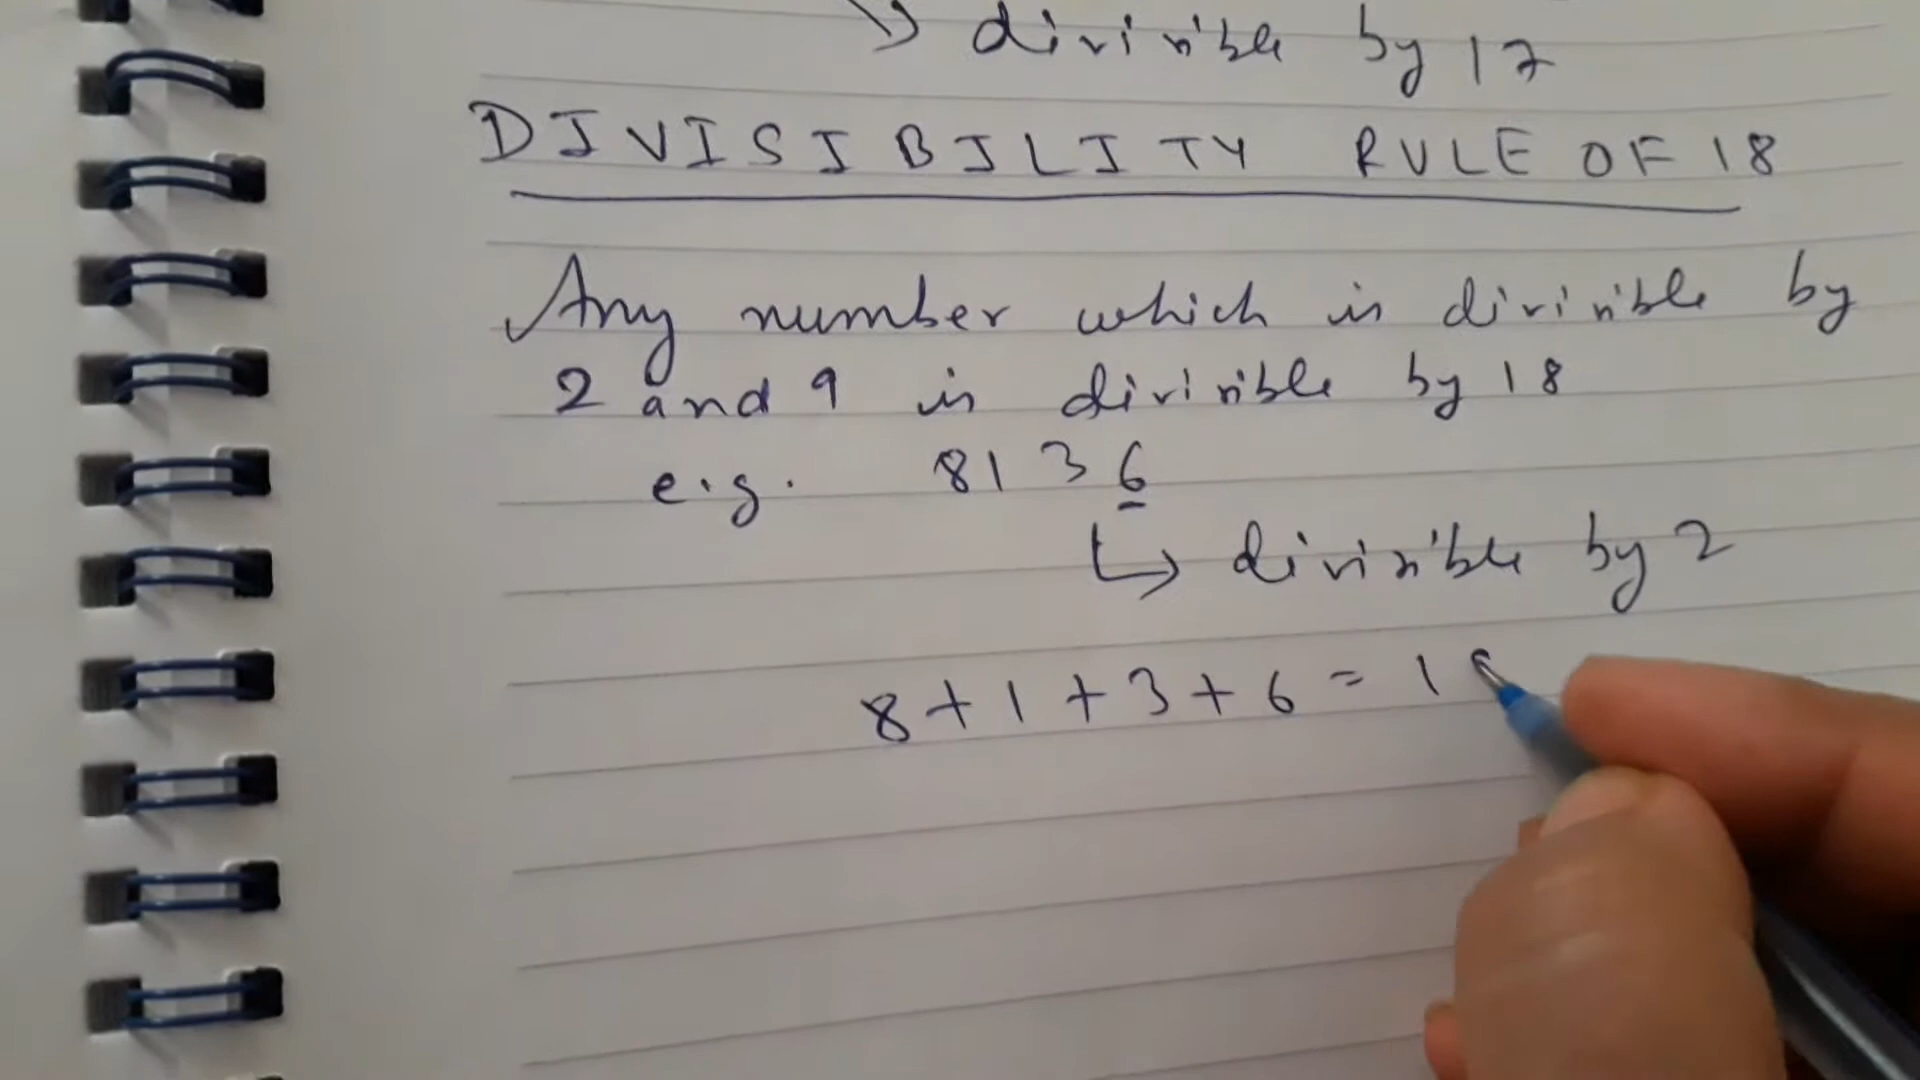 divisible by 17
DIVISIBILITY RULE OF 18
Any number which is divisible by
2 and 9 is divisible by 18
e.g. 8136
↳ divisible by 2
8+1+3+6=1